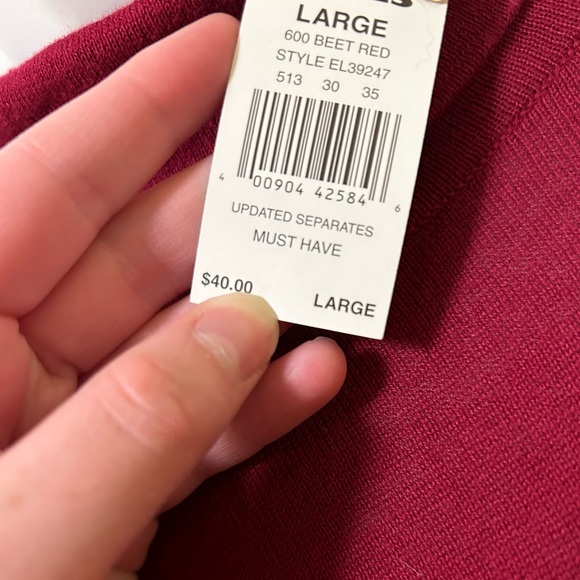 LARGE
600 BEET RED
STYLE EL39247
513 30 35
4 00904 42584 6
UPDATED SEPARATES
MUST HAVE
$40.00 LARGE